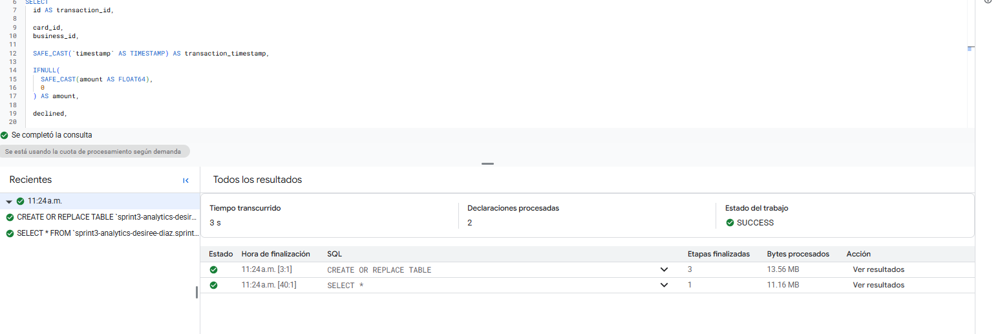 6 SELECT
7 id AS transaction_id,
8
9 card_id,
10 business_id,
11
12 SAFE_CAST(`timestamp` AS TIMESTAMP) AS transaction_timestamp,
13
14 IFNULL(
15 SAFE_CAST(amount AS FLOAT64),
16 0
17 ) AS amount,
18
19 declined,
20
Se completó la consulta
Se está usando la cuota de procesamiento según demanda
Recientes
Todos los resultados
11:24 a.m.
CREATE OR REPLACE TABLE `sprint3-analytics-desir...
SELECT * FROM `sprint3-analytics-desiree-diaz.sprint...
Tiempo transcurrido Declaraciones procesadas Estado del trabajo
3 s 2 SUCCESS
Estado Hora de finalización SQL Etapas finalizadas Bytes procesados Acción
11:24 a.m. [3:1] CREATE OR REPLACE TABLE 3 13.56 MB Ver resultados
11:24 a.m. [40:1] SELECT * 1 11.16 MB Ver resultados